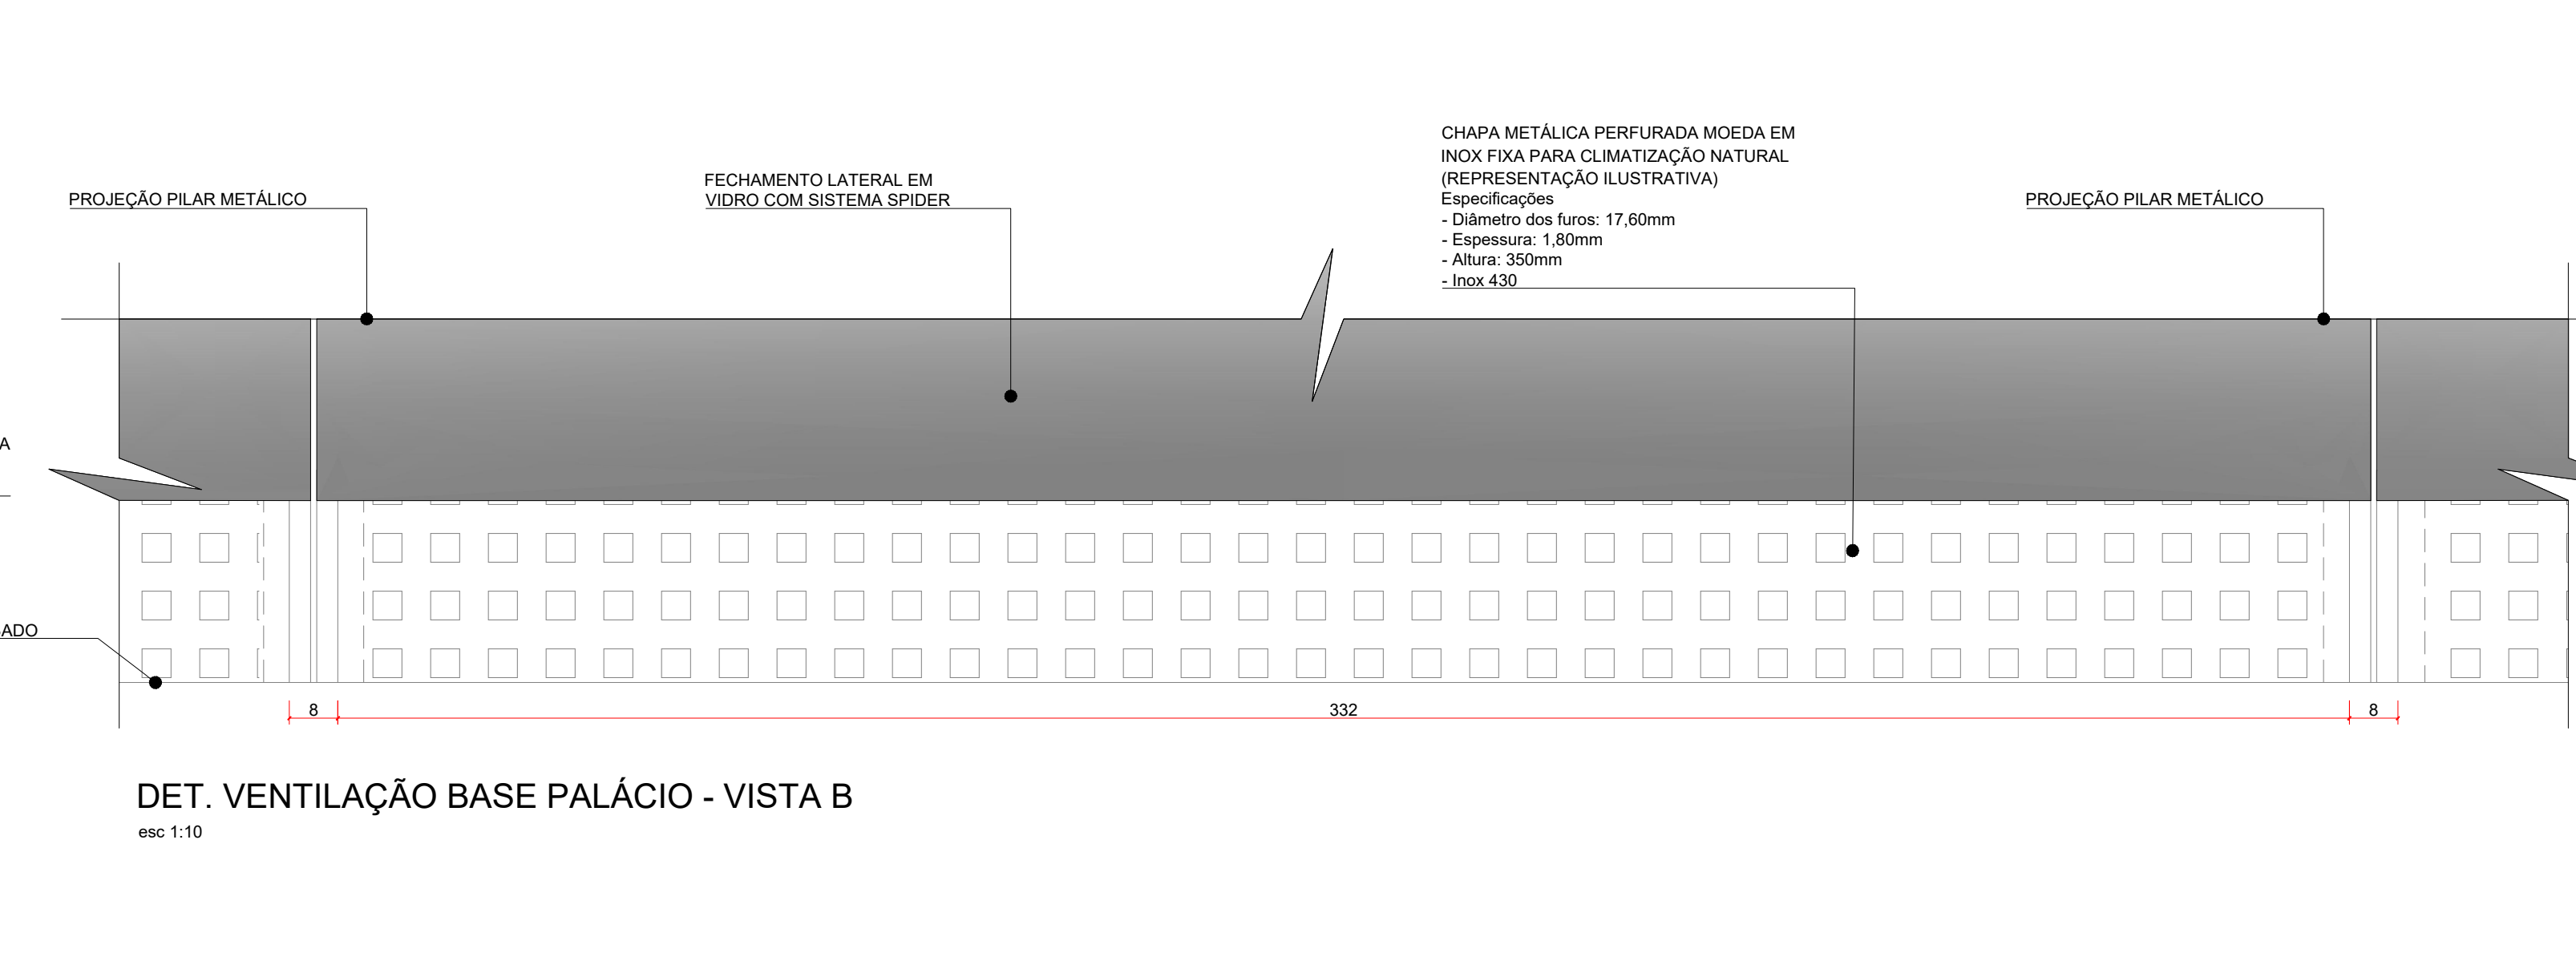 PROJEÇÃO PILAR METÁLICO
FECHAMENTO LATERAL EM
VIDRO COM SISTEMA SPIDER
CHAPA METÁLICA PERFURADA MOEDA EM
INOX FIXA PARA CLIMATIZAÇÃO NATURAL
(REPRESENTAÇÃO ILUSTRATIVA)
Especificações
- Diâmetro dos furos: 17,60mm
- Espessura: 1,80mm
- Altura: 350mm
- Inox 430
PROJEÇÃO PILAR METÁLICO
A
ADO
8
332
8
DET. VENTILAÇÃO BASE PALÁCIO - VISTA B
esc 1:10